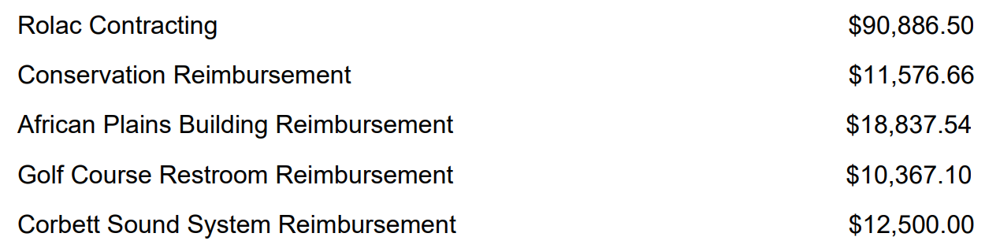 Rolac Contracting $90,886.50
Conservation Reimbursement $11,576.66
African Plains Building Reimbursement $18,837.54
Golf Course Restroom Reimbursement $10,367.10
Corbett Sound System Reimbursement $12,500.00